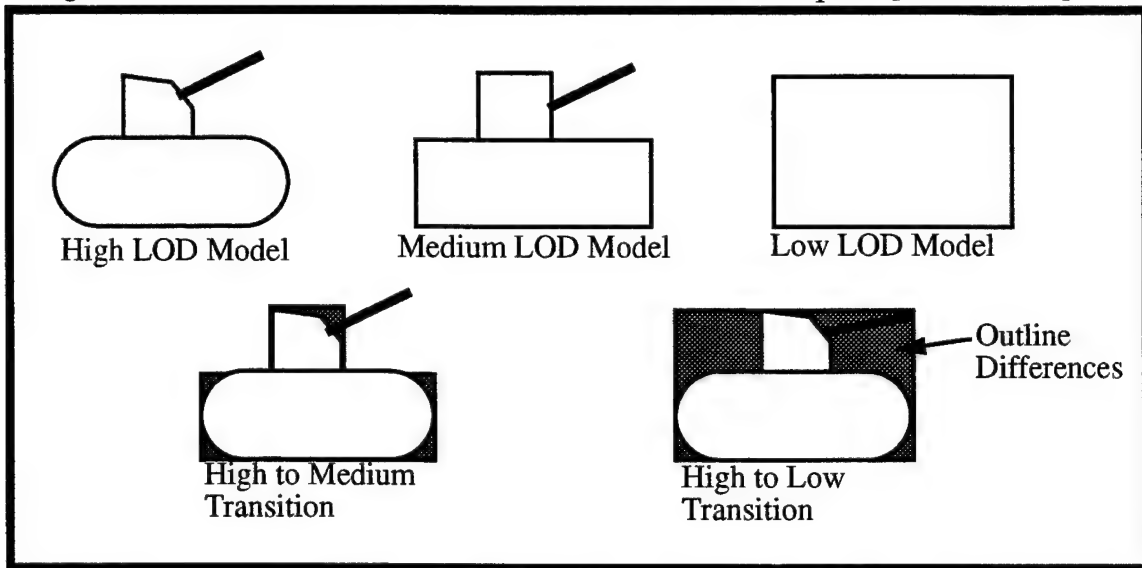 High LOD Model
Medium LOD Model
Low LOD Model
High to Medium
Transition
High to Low
Transition
Outline
Differences